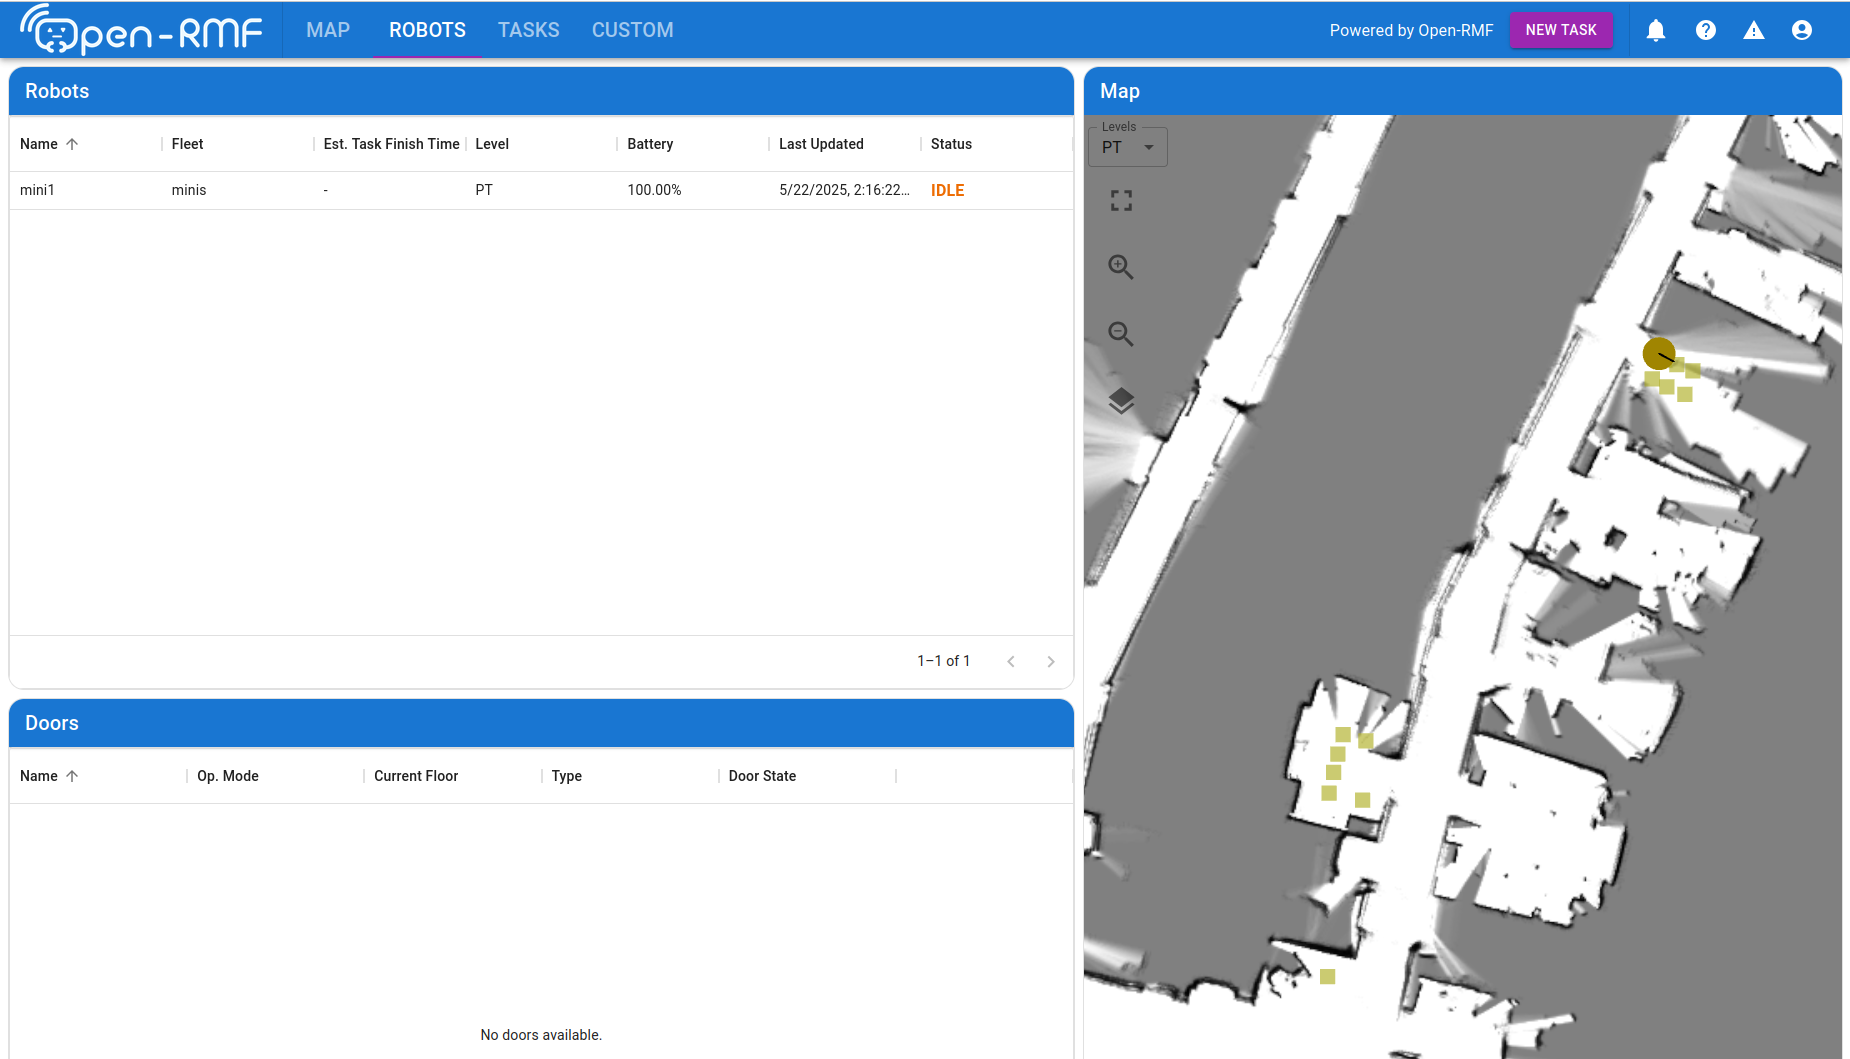 Open-RMF MAP ROBOTS TASKS CUSTOM Powered by Open-RMF NEW TASK
Robots
Name Fleet Est. Task Finish Time Level Battery Last Updated Status
mini1 minis - PT 100.00% 5/22/2025, 2:16:22... IDLE
1–1 of 1
Doors
Name Op. Mode Current Floor Type Door State
No doors available.
Map
Levels
PT